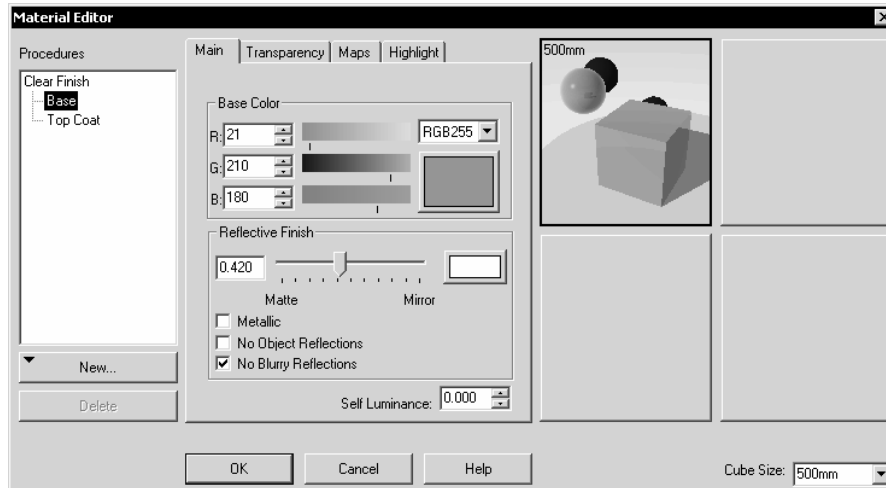 Material Editor
Procedures
Clear Finish
Base
Top Coat
New...
Delete
Main Transparency Maps Highlight
Base Color
R: 21 RGB255
G: 210
B: 180
Reflective Finish
0.420
Matte Mirror
Metallic
No Object Reflections
No Blurry Reflections
Self Luminance: 0.000
500mm
OK Cancel Help
Cube Size: 500mm